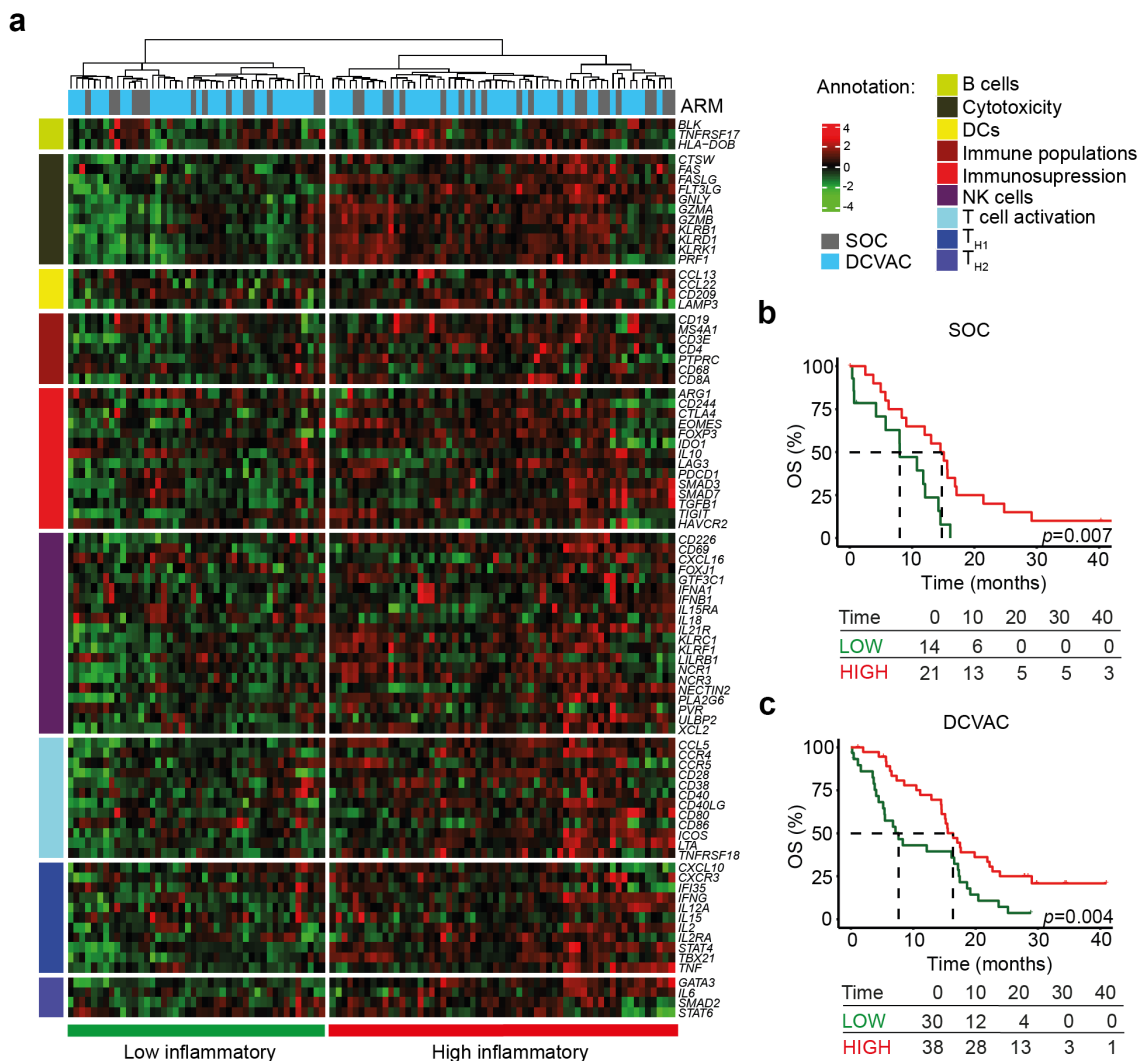 a
ARM
BLK
TNFRSF17
HLA−DOB
CTSW
FAS
FASLG
FLT3LG
GNLY
GZMA
GZMB
KLRB1
KLRD1
KLRK1
PRF1
CCL13
CCL22
CD209
LAMP3
CD19
MS4A1
CD3E
CD4
PTPRC
CD68
CD8A
ARG1
CD244
CTLA4
EOMES
FOXP3
IDO1
IL10
LAG3
PDCD1
SMAD3
SMAD7
TGFB1
TIGIT
HAVCR2
CD226
CD69
CXCL16
FOXJ1
GTF3C1
IFNA1
IFNB1
IL15RA
IL18
IL21R
KLRC1
KLRF1
LILRB1
NCR1
NCR3
NECTIN2
PLA2G6
PVR
ULBP2
XCL2
CCL5
CCR4
CCR5
CD28
CD38
CD40
CD40LG
CD80
CD86
ICOS
LTA
TNFRSF18
CXCL10
CXCR3
IFI35
IFNG
IL12A
IL15
IL2
IL2RA
STAT4
TBX21
TNF
GATA3
IL6
SMAD2
STAT6
Low inflammatory
High inflammatory
Annotation:
4
2
0
-2
-4
SOC
DCVAC
B cells
Cytotoxicity
DCs
Immune populations
Immunosupression
NK cells
T cell activation
TH1
TH2
b
SOC
OS (%)
100
75
50
25
0
p=0.007
0 10 20 30 40
Time (months)
Time 0 10 20 30 40
LOW 14 6 0 0 0
HIGH 21 13 5 5 3
c
DCVAC
OS (%)
100
75
50
25
0
p=0.004
0 10 20 30 40
Time (months)
Time 0 10 20 30 40
LOW 30 12 4 0 0
HIGH 38 28 13 3 1